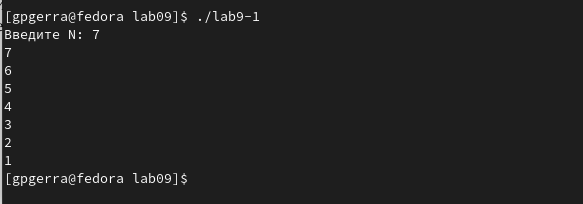 [gpgerra@fedora lab09]$ ./lab9-1
Введите N: 7
7
6
5
4
3
2
1
[gpgerra@fedora lab09]$